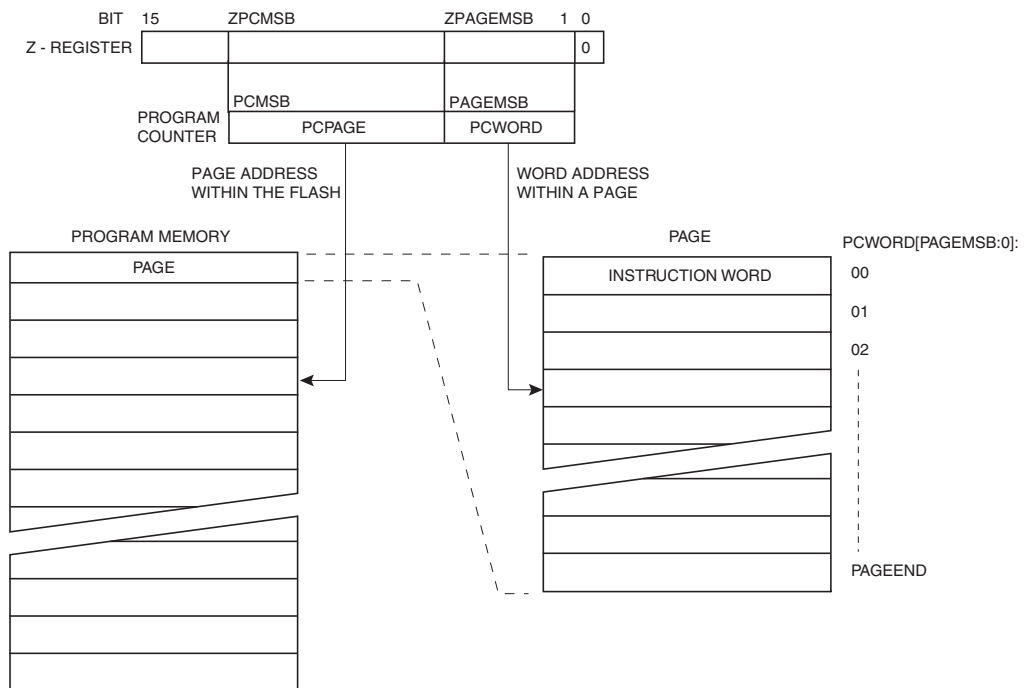 BIT 15 ZPCMSB ZPAGEMSB 1 0
Z - REGISTER 0
PCMSB PAGEMSB
PROGRAM
COUNTER
PCPAGE PCWORD
PAGE ADDRESS
WITHIN THE FLASH
WORD ADDRESS
WITHIN A PAGE
PROGRAM MEMORY
PAGE
PAGE
PCWORD[PAGEMSB:0]:
INSTRUCTION WORD 00
01
02
PAGEEND